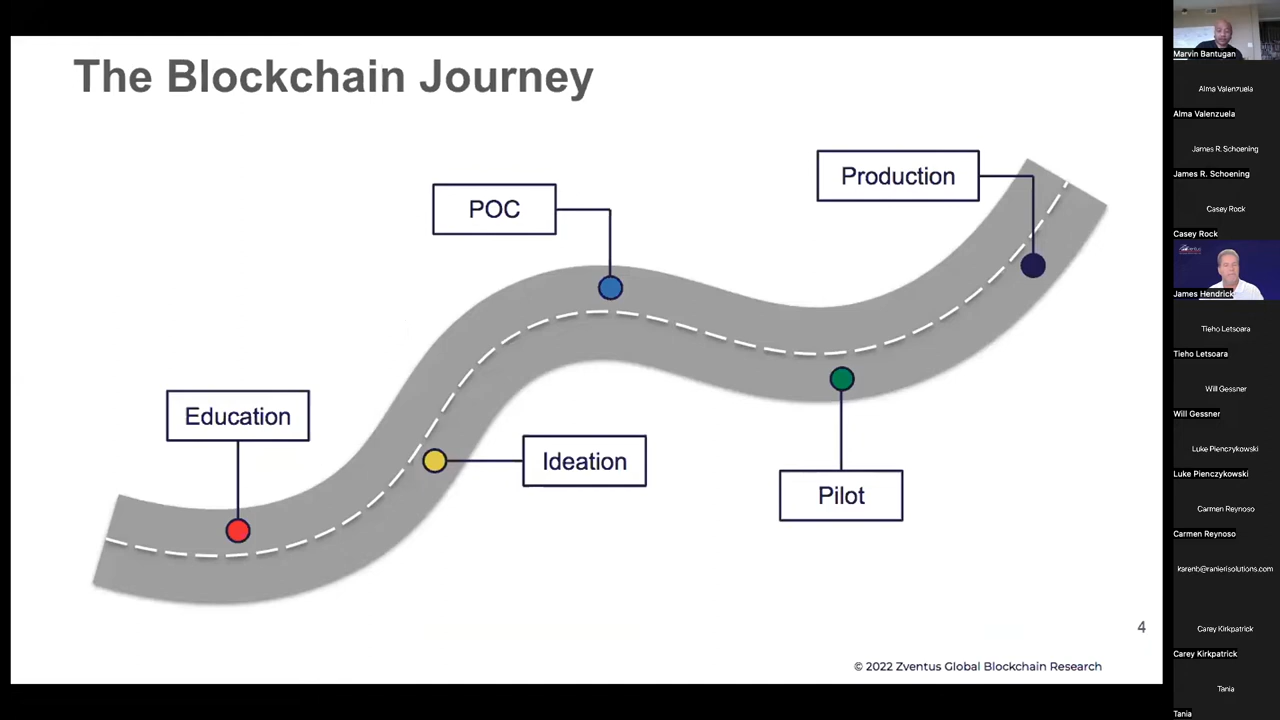 The Blockchain Journey
Production
POC
Education
Ideation
Pilot
4
© 2022 Zventus Global Blockchain Research
Marvin Bantugan
Alma Valenzuela
Alma Valenzuela
James R. Schoening
James R. Schoening
Casey Rock
Casey Rock
James Hendrick
Tieho Letsoara
Tieho Letsoara
Will Gessner
Will Gessner
Luke Pienczykowski
Luke Pienczykowski
Carmen Reynoso
Carmen Reynoso
karenb@ranierisolutions.com
Carey Kirkpatrick
Carey Kirkpatrick
Tania
Tania